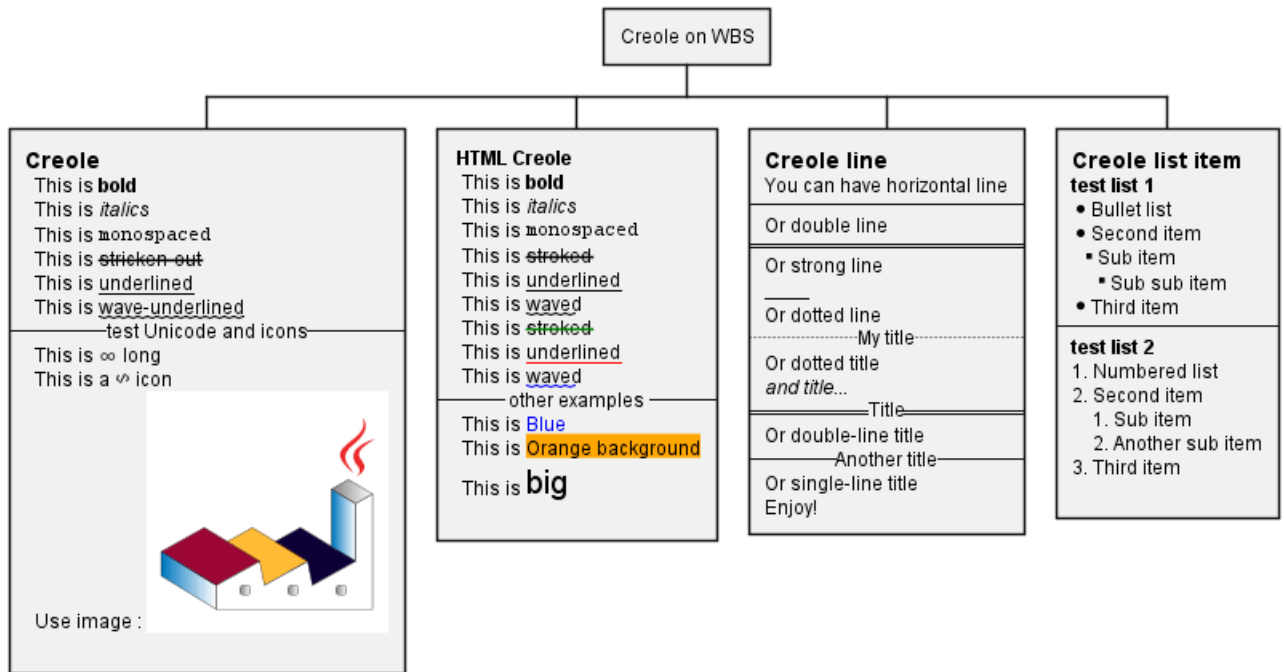 Creole on WBS
Creole
This is bold
This is italics
This is monospaced
This is stricken-out
This is underlined
This is wave-underlined
test Unicode and icons
This is ∞ long
This is a icon
Use image :
HTML Creole
This is bold
This is italics
This is monospaced
This is stroked
This is underlined
This is waved
This is stroked
This is underlined
This is waved
other examples
This is Blue
This is Orange background
This is big
Creole line
You can have horizontal line
Or double line
Or strong line
____
Or dotted line
My title
Or dotted title
and title...
Title
Or double-line title
Another title
Or single-line title
Enjoy!
Creole list item
test list 1
• Bullet list
• Second item
▪ Sub item
▪ Sub sub item
• Third item
test list 2
1. Numbered list
2. Second item
1. Sub item
2. Another sub item
3. Third item